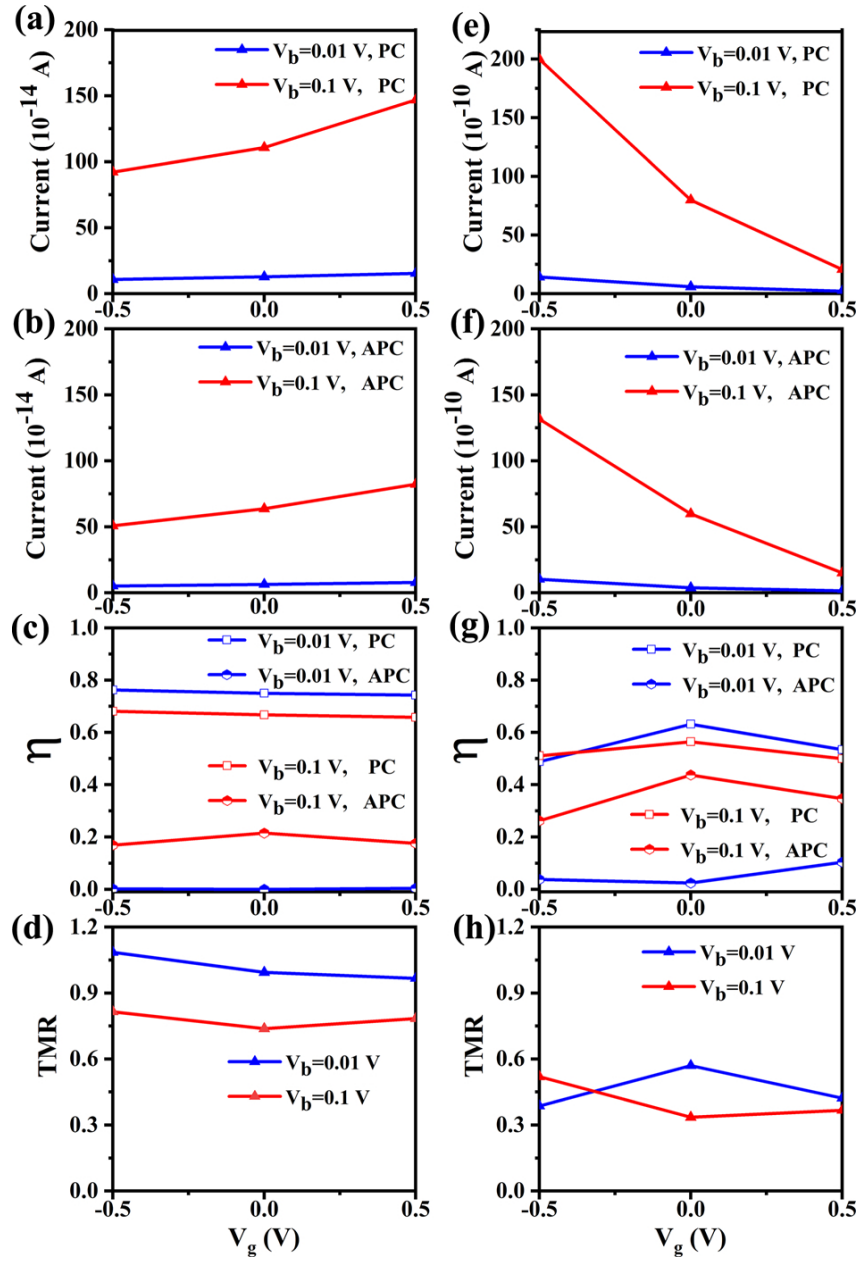 (a)
200
150
100
50
0
Current (10^-14 A)
V_b=0.01 V, PC
V_b=0.1 V, PC
-0.5
0.0
0.5
(b)
200
150
100
50
0
Current (10^-14 A)
V_b=0.01 V, APC
V_b=0.1 V, APC
-0.5
0.0
0.5
(c)
1.0
0.8
0.6
0.4
0.2
0.0
η
V_b=0.01 V, PC
V_b=0.01 V, APC
V_b=0.1 V, PC
V_b=0.1 V, APC
-0.5
0.0
0.5
(d)
1.2
0.9
0.6
0.3
0.0
TMR
V_b=0.01 V
V_b=0.1 V
-0.5
0.0
0.5
V_g (V)
(e)
200
150
100
50
0
Current (10^-10 A)
V_b=0.01 V, PC
V_b=0.1 V, PC
-0.5
0.0
0.5
(f)
200
150
100
50
0
Current (10^-10 A)
V_b=0.01 V, APC
V_b=0.1 V, APC
-0.5
0.0
0.5
(g)
1.0
0.8
0.6
0.4
0.2
0.0
η
V_b=0.01 V, PC
V_b=0.01 V, APC
V_b=0.1 V, PC
V_b=0.1 V, APC
-0.5
0.0
0.5
(h)
1.2
0.9
0.6
0.3
0.0
TMR
V_b=0.01 V
V_b=0.1 V
-0.5
0.0
0.5
V_g (V)